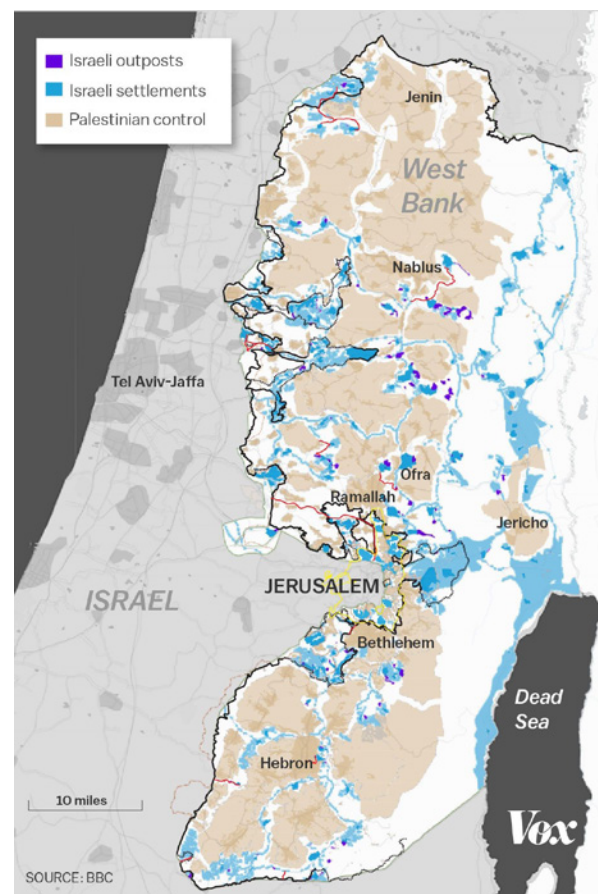 Israeli outposts
Israeli settlements
Palestinian control
Jenin
West
Bank
Nablus
Tel Aviv-Jaffa
Ofra
Ramallah
Jericho
JERUSALEM
ISRAEL
Bethlehem
Dead
Sea
Hebron
10 miles
Vox
SOURCE: BBC